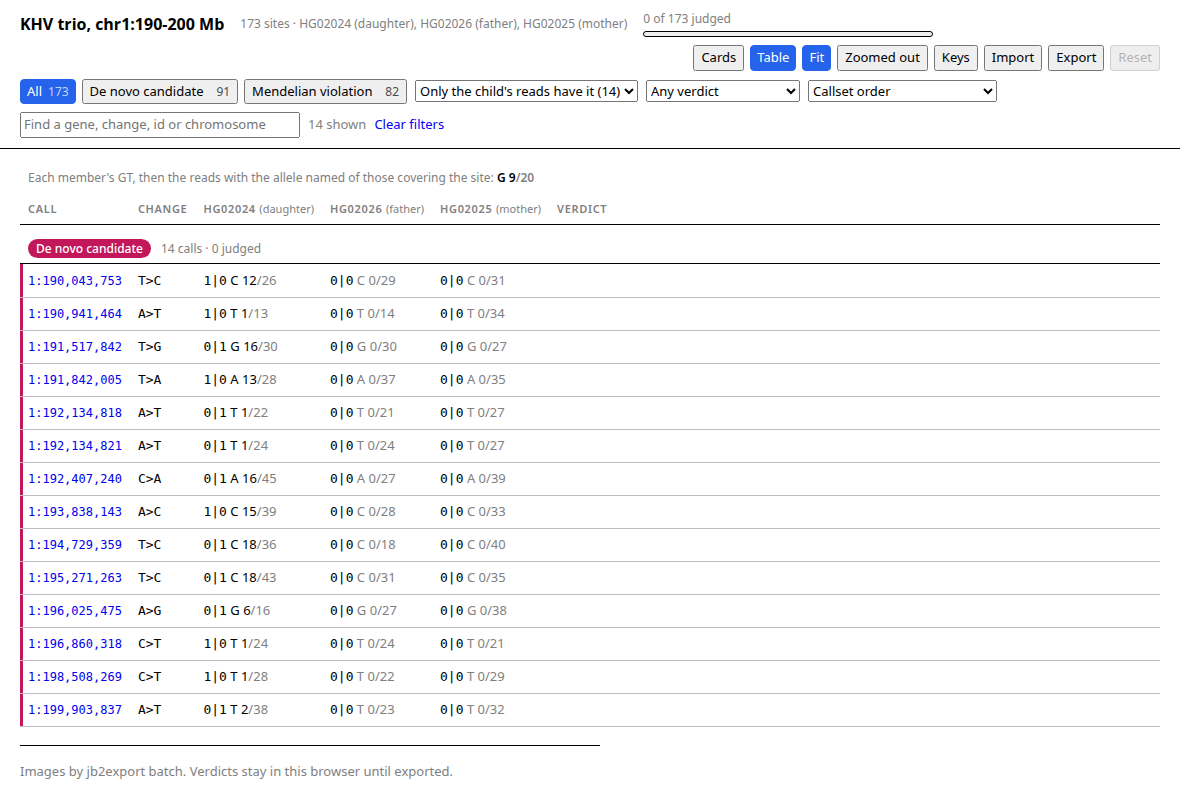 KHV trio, chr1:190-200 Mb 173 sites · HG02024 (daughter), HG02026 (father), HG02025 (mother) 0 of 173 judged
Cards Table Fit Zoomed out Keys Import Export Reset
All 173 De novo candidate 91 Mendelian violation 82 Only the child's reads have it (14) Any verdict Callset order
Find a gene, change, id or chromosome 14 shown Clear filters
Each member's GT, then the reads with the allele named of those covering the site: G 9/20
CALL CHANGE HG02024 (daughter) HG02026 (father) HG02025 (mother) VERDICT
De novo candidate 14 calls · 0 judged
1:190,043,753 T>C 1|0 C 12/26 0|0 C 0/29 0|0 C 0/31
1:190,941,464 A>T 1|0 T 1/13 0|0 T 0/14 0|0 T 0/34
1:191,517,842 T>G 0|1 G 16/30 0|0 G 0/30 0|0 G 0/27
1:191,842,005 T>A 1|0 A 13/28 0|0 A 0/37 0|0 A 0/35
1:192,134,818 A>T 0|1 T 1/22 0|0 T 0/21 0|0 T 0/27
1:192,134,821 A>T 0|1 T 1/24 0|0 T 0/24 0|0 T 0/27
1:192,407,240 C>A 0|1 A 16/45 0|0 A 0/27 0|0 A 0/39
1:193,838,143 A>C 1|0 C 15/39 0|0 C 0/28 0|0 C 0/33
1:194,729,359 T>C 0|1 C 18/36 0|0 C 0/18 0|0 C 0/40
1:195,271,263 T>C 0|1 C 18/43 0|0 C 0/31 0|0 C 0/35
1:196,025,475 A>G 0|1 G 6/16 0|0 G 0/27 0|0 G 0/38
1:196,860,318 C>T 1|0 T 1/24 0|0 T 0/24 0|0 T 0/21
1:198,508,269 C>T 1|0 T 1/28 0|0 T 0/22 0|0 T 0/29
1:199,903,837 A>T 0|1 T 2/38 0|0 T 0/23 0|0 T 0/32
Images by jb2export batch. Verdicts stay in this browser until exported.